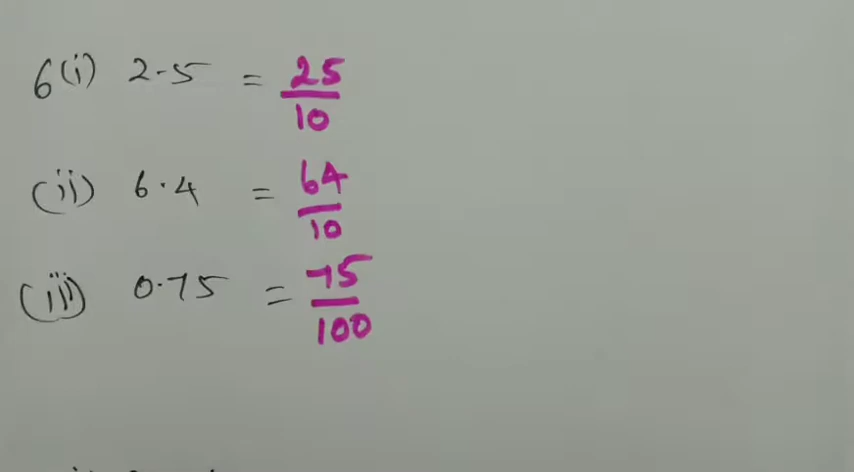 6(i) 2.5 = 25/10
(ii) 6.4 = 64/10
(iii) 0.75 = 75/100